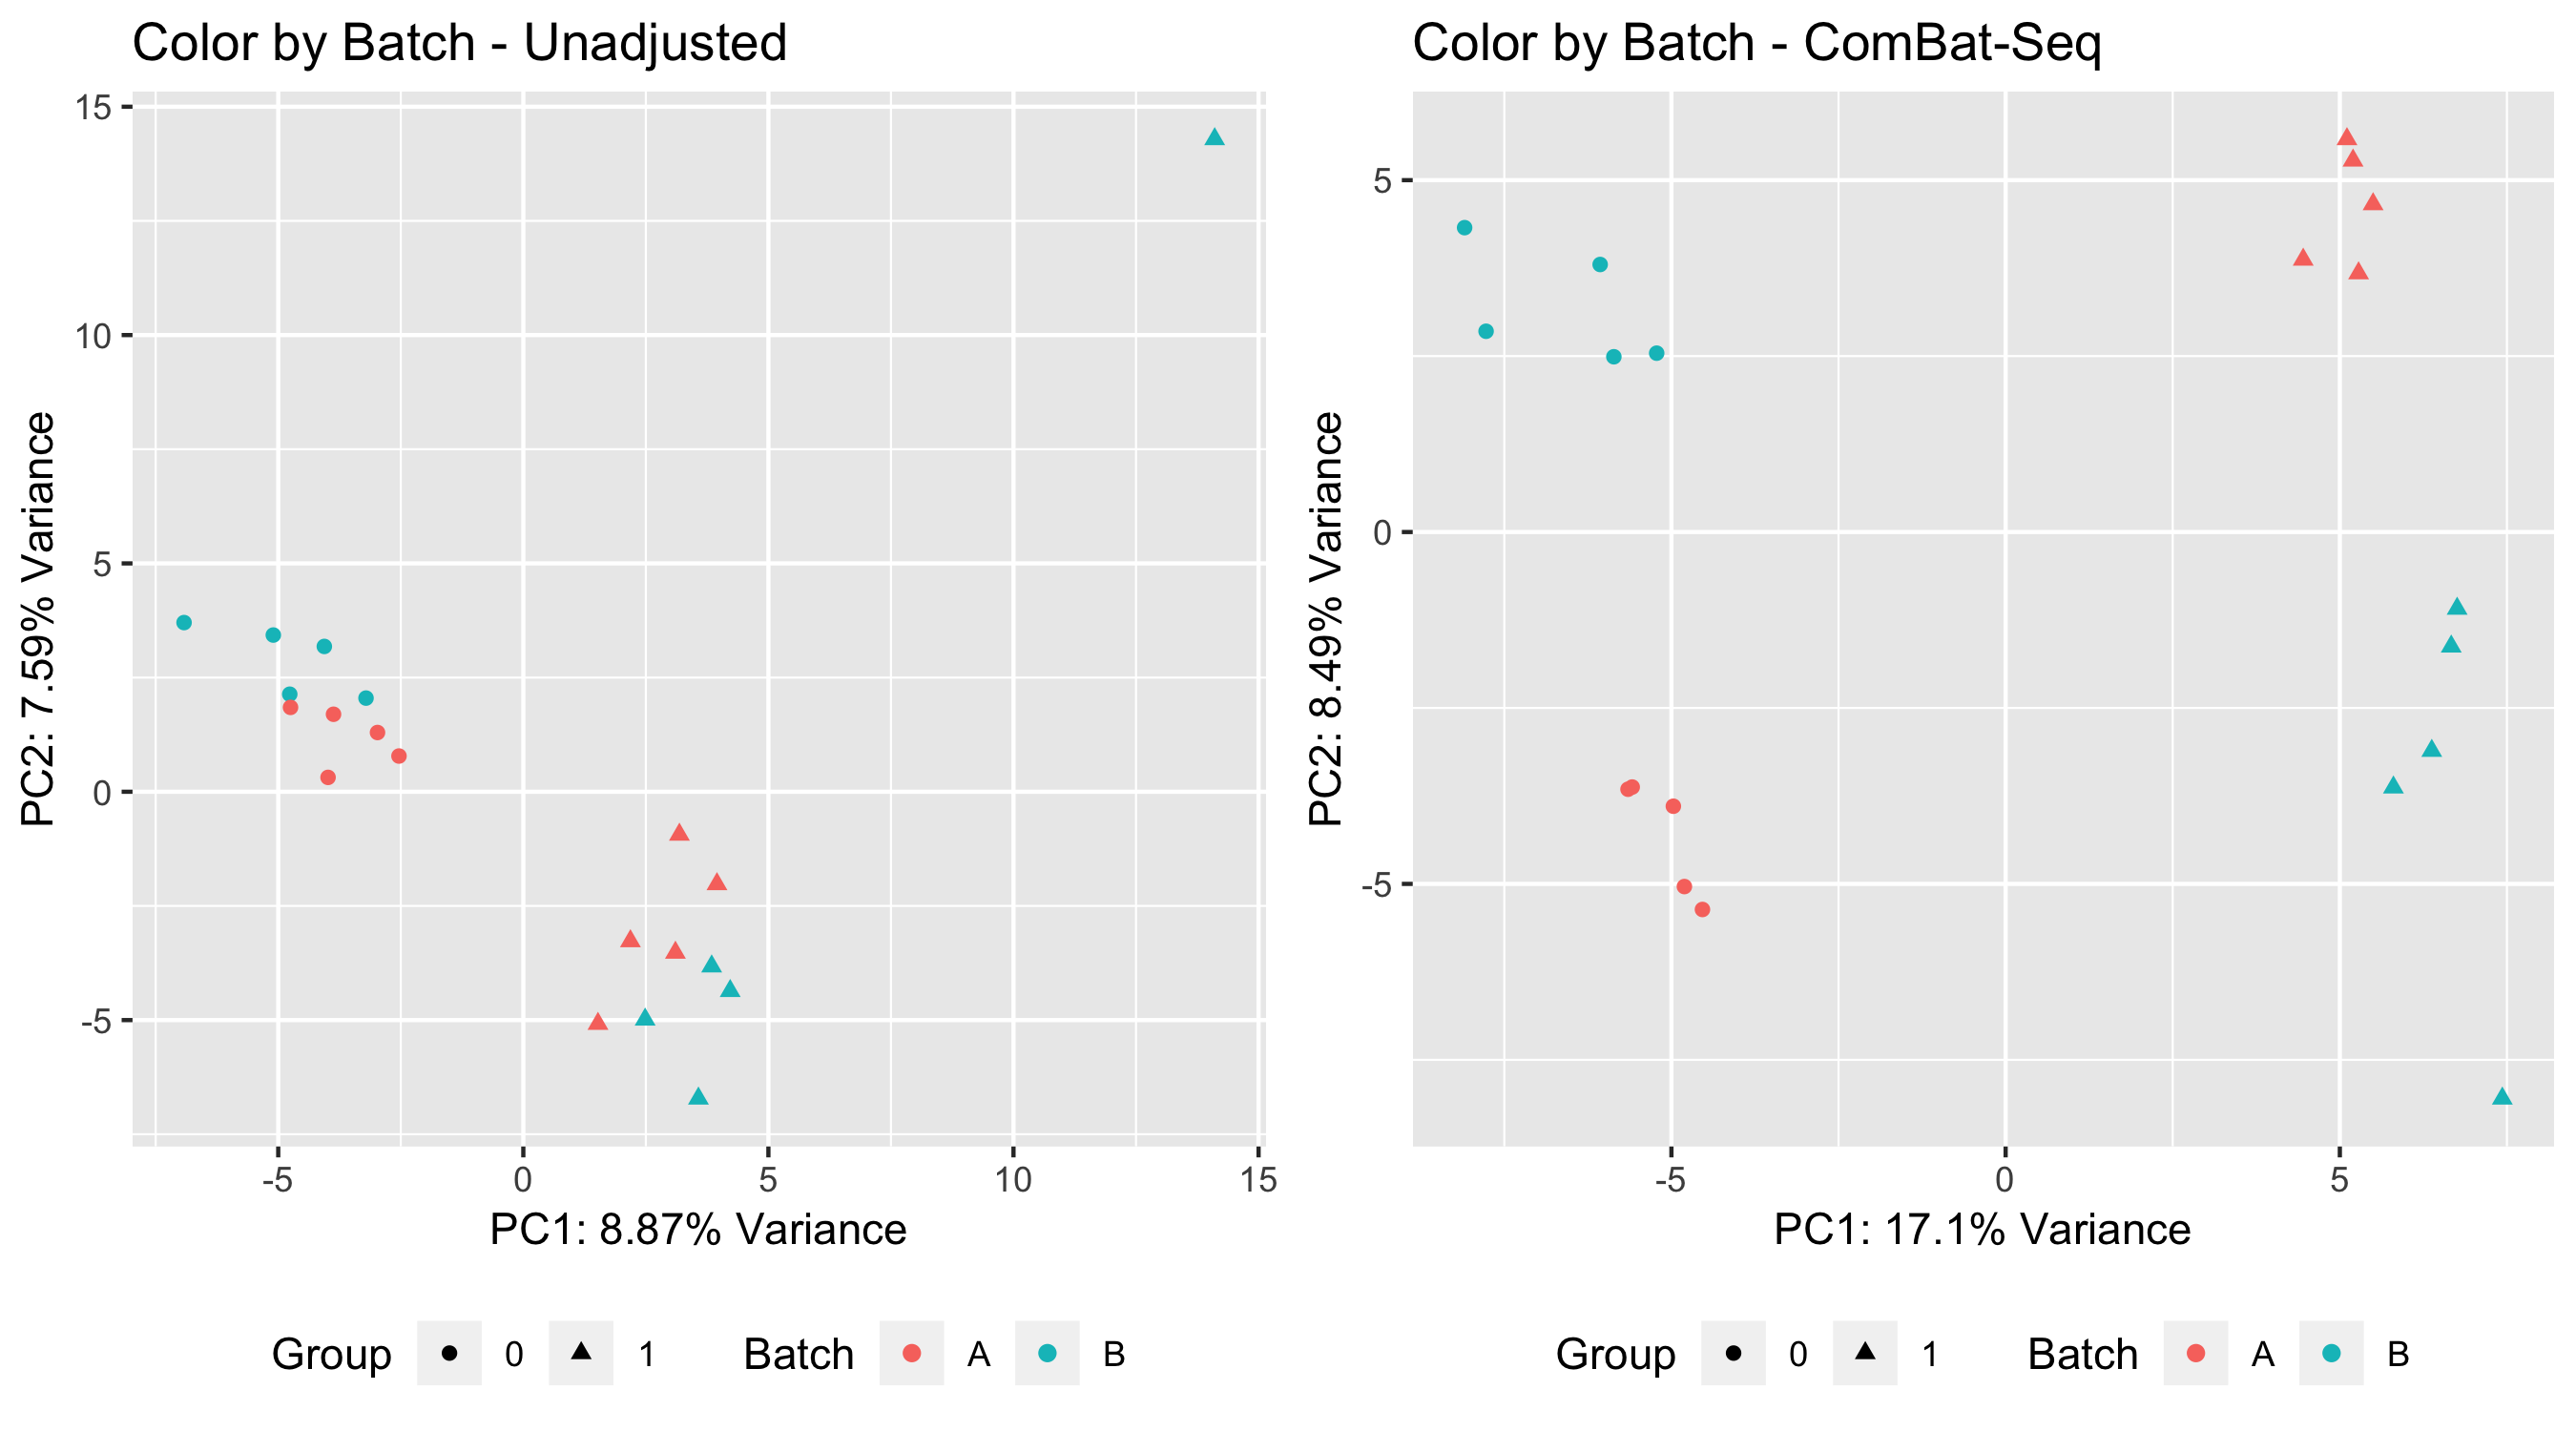 Color by Batch - Unadjusted
15
10
5
0
-5
PC2: 7.59% Variance
-5 0 5 10 15
PC1: 8.87% Variance
Group 0 1 Batch A B
Color by Batch - ComBat-Seq
5
0
-5
PC2: 8.49% Variance
-5 0 5
PC1: 17.1% Variance
Group 0 1 Batch A B